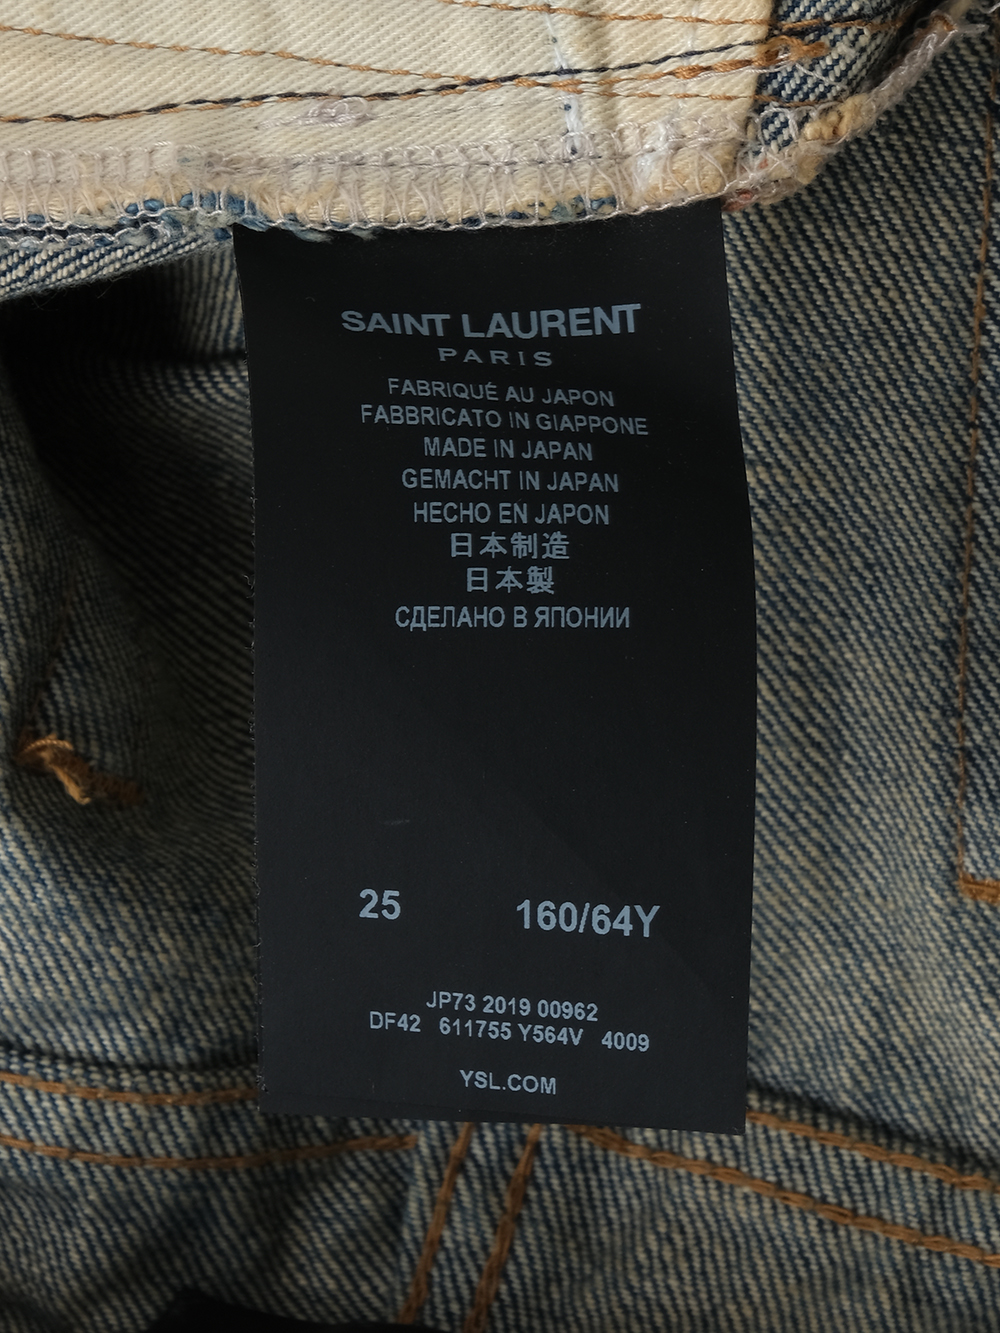 SAINT LAURENT
PARIS
FABRIQUÉ AU JAPON
FABBRICATO IN GIAPPONE
MADE IN JAPAN
GEMACHT IN JAPAN
HECHO EN JAPON
日本制造
日本製
СДЕЛАНО В ЯПОНИИ
25 160/64Y
JP73 2019 00962
DF42 611755 Y564V 4009
YSL.COM